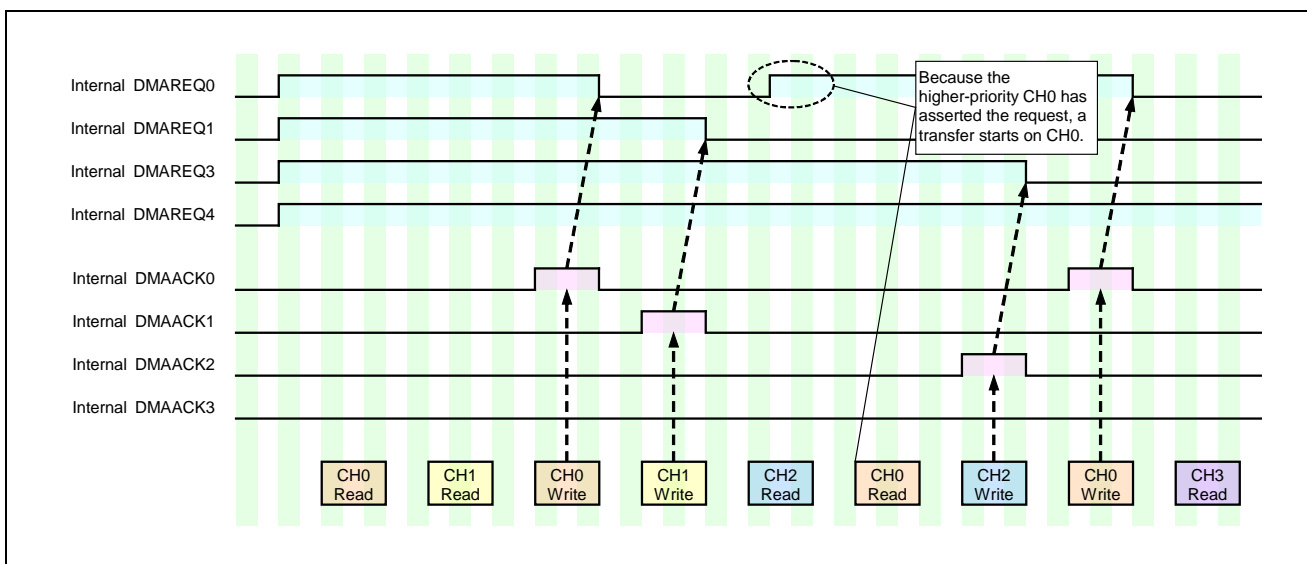 Internal DMAREQ0
Internal DMAREQ1
Internal DMAREQ3
Internal DMAREQ4
Because the
higher-priority CH0 has
asserted the request, a
transfer starts on CH0.
Internal DMAACK0
Internal DMAACK1
Internal DMAACK2
Internal DMAACK3
CH0
Read
CH1
Read
CH0
Write
CH1
Write
CH2
Read
CH0
Read
CH2
Write
CH0
Write
CH3
Read